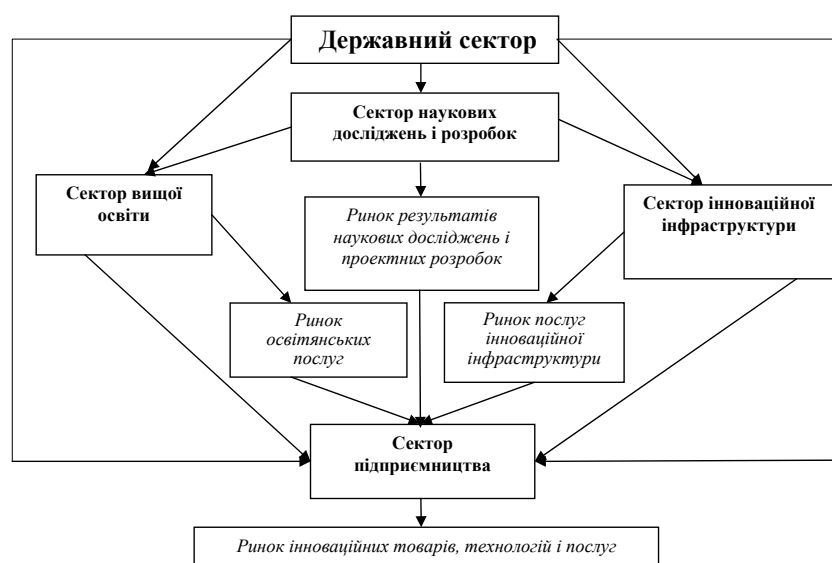 Державний сектор
Сектор наукових
досліджень і розробок
Сектор вищої
освіти
Ринок результатів
наукових досліджень і
проектних розробок
Сектор інноваційної
інфраструктури
Ринок
освітянських
послуг
Ринок послуг
інноваційної
інфраструктури
Сектор
підприємництва
Ринок інноваційних товарів, технологій і послуг